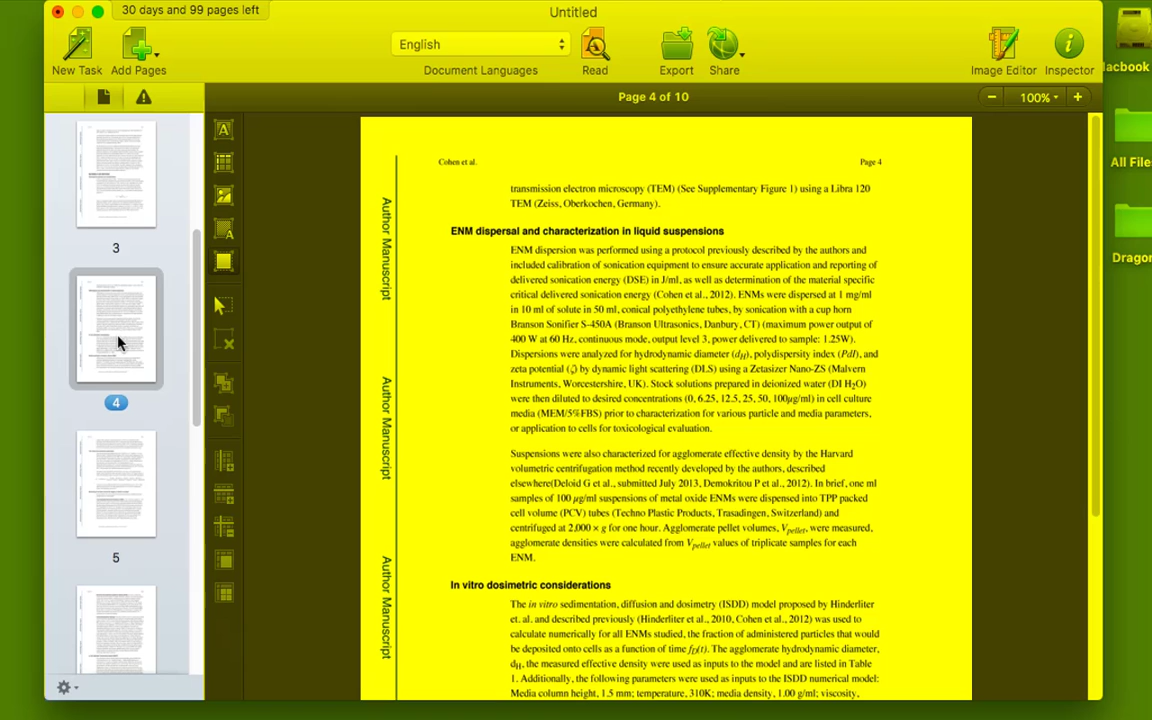 30 days and 99 pages left
Untitled
English
New Task
Add Pages
Document Languages
Read
Export
Share
Image Editor
Inspector
Macbook
Page 4 of 10
100%
All Files
Dragon
3
4
5
Cohen et al.
Page 4
Author Manuscript
Author Manuscript
Author Manuscript
transmission electron microscopy (TEM) (See Supplementary Figure 1) using a Libra 120
TEM (Zeiss, Oberkochen, Germany).
ENM dispersal and characterization in liquid suspensions
ENM dispersion was performed using a protocol previously described by the authors and
included calibration of sonication equipment to ensure accurate application and reporting of
delivered sonication energy (DSE) in J/ml, as well as determination of the material specific
critical delivered sonication energy (Cohen et al., 2012). ENMs were dispersed at 1 mg/ml
in 10 ml of solute in 50 ml, conical polyethylene tubes, by sonication with a cup horn
Branson Sonifier S-450A (Branson Ultrasonics, Danbury, CT) (maximum power output of
400 W at 60 Hz, continuous mode, output level 3, power delivered to sample: 1.25W).
Dispersions were analyzed for hydrodynamic diameter (dH), polydispersity index (PdI), and
zeta potential (ζ) by dynamic light scattering (DLS) using a Zetasizer Nano-ZS (Malvern
Instruments, Worcestershire, UK). Stock solutions prepared in deionized water (DI H2O)
were then diluted to desired concentrations (0, 6.25, 12.5, 25, 50, 100μg/ml) in cell culture
media (MEM/5%FBS) prior to characterization for various particle and media parameters,
or application to cells for toxicological evaluation.
Suspensions were also characterized for agglomerate effective density by the Harvard
volumetric centrifugation method recently developed by the authors, described
elsewhere(Deloid G et al., submitted July 2013, Demokritou P et al., 2012). In brief, one ml
samples of 100 μg/ml suspensions of metal oxide ENMs were dispensed into TPP packed
cell volume (PCV) tubes (Techno Plastic Products, Trasadingen, Switzerland) and
centrifuged at 2,000 × g for one hour. Agglomerate pellet volumes, Vpellet, were measured,
agglomerate densities were calculated from Vpellet values of triplicate samples for each
ENM.
In vitro dosimetric considerations
The in vitro sedimentation, diffusion and dosimetry (ISDD) model proposed by Hinderliter
et. al. and described previously (Hinderliter et al., 2010, Cohen et al., 2012) was used to
calculate numerically for all ENMs studied, the fraction of administered particles that would
be deposited onto cells as a function of time fD(t). The agglomerate hydrodynamic diameter,
dH, the measured effective density were used as inputs to the model and are listed in Table
1. Additionally, the following parameters were used as inputs to the ISDD numerical model:
Media column height, 1.5 mm; temperature, 310K; media density, 1.00 g/ml; viscosity,